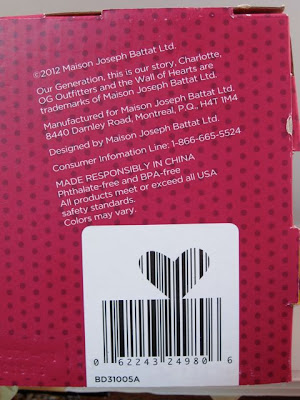 ©2012 Maison Joseph Battat Ltd.
Our Generation, this is our story, Charlotte,
OG Outfitters and the Wall of Hearts are
trademarks of Maison Joseph Battat Ltd.
Manufactured for Maison Joseph Battat Ltd.
8440 Darnley Road, Montreal, P.Q., H4T 1M4
Designed by Maison Joseph Battat Ltd.
Consumer Infomation Line: 1-866-665-5524
MADE RESPONSIBLY IN CHINA
Phthalate-free and BPA-free
All products meet or exceed all USA
safety standards.
Colors may vary.
0 62243 24980 6
BD31005A